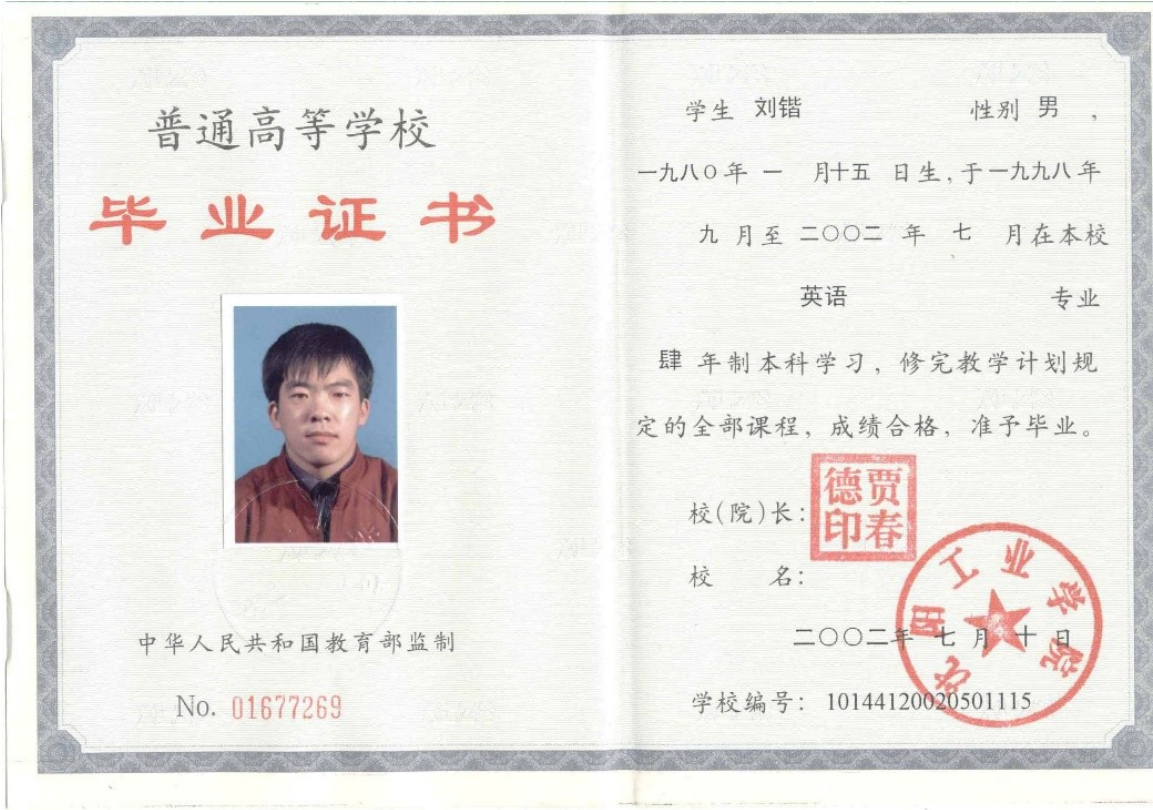 普通高等学校
毕业证书
中华人民共和国教育部监制
No. 01677269
学生 刘锴 性别 男 ，
一九八〇年 一 月十五 日生，于一九九八年
九 月至 二〇〇二 年 七 月在本校
英语 专业
肆 年制本科学习，修完教学计划规
定的全部课程，成绩合格，准予毕业。
校(院)长：
贾春德印
校 名：
沈阳工业学院
二〇〇二年 七 月 十 日
学校编号： 10144120020501115